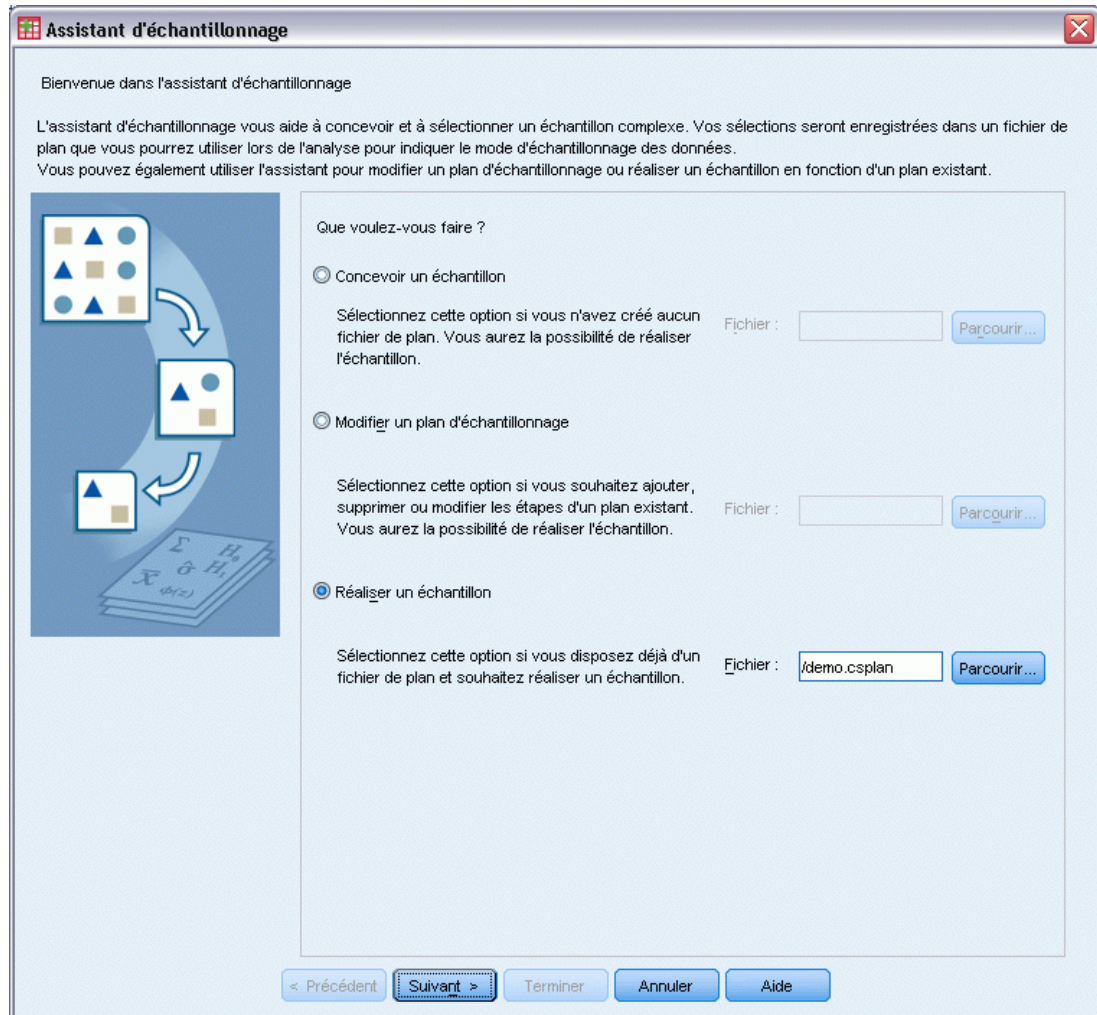 Assistant d'échantillonnage
Bienvenue dans l'assistant d'échantillonnage
L'assistant d'échantillonnage vous aide à concevoir et à sélectionner un échantillon complexe. Vos sélections seront enregistrées dans un fichier de
plan que vous pourrez utiliser lors de l'analyse pour indiquer le mode d'échantillonnage des données.
Vous pouvez également utiliser l'assistant pour modifier un plan d'échantillonnage ou réaliser un échantillon en fonction d'un plan existant.
Que voulez-vous faire ?
Concevoir un échantillon
Sélectionnez cette option si vous n'avez créé aucun
fichier de plan. Vous aurez la possibilité de réaliser
l'échantillon.
Fichier :
Parcourir...
Modifier un plan d'échantillonnage
Sélectionnez cette option si vous souhaitez ajouter,
supprimer ou modifier les étapes d'un plan existant.
Vous aurez la possibilité de réaliser l'échantillon.
Fichier :
Parcourir...
Réaliser un échantillon
Sélectionnez cette option si vous disposez déjà d'un
fichier de plan et souhaitez réaliser un échantillon.
Fichier :
/demo.csplan
Parcourir...
Σ H₀
x̄ σ̂ H₁
φ(z)
< Précédent
Suivant >
Terminer
Annuler
Aide